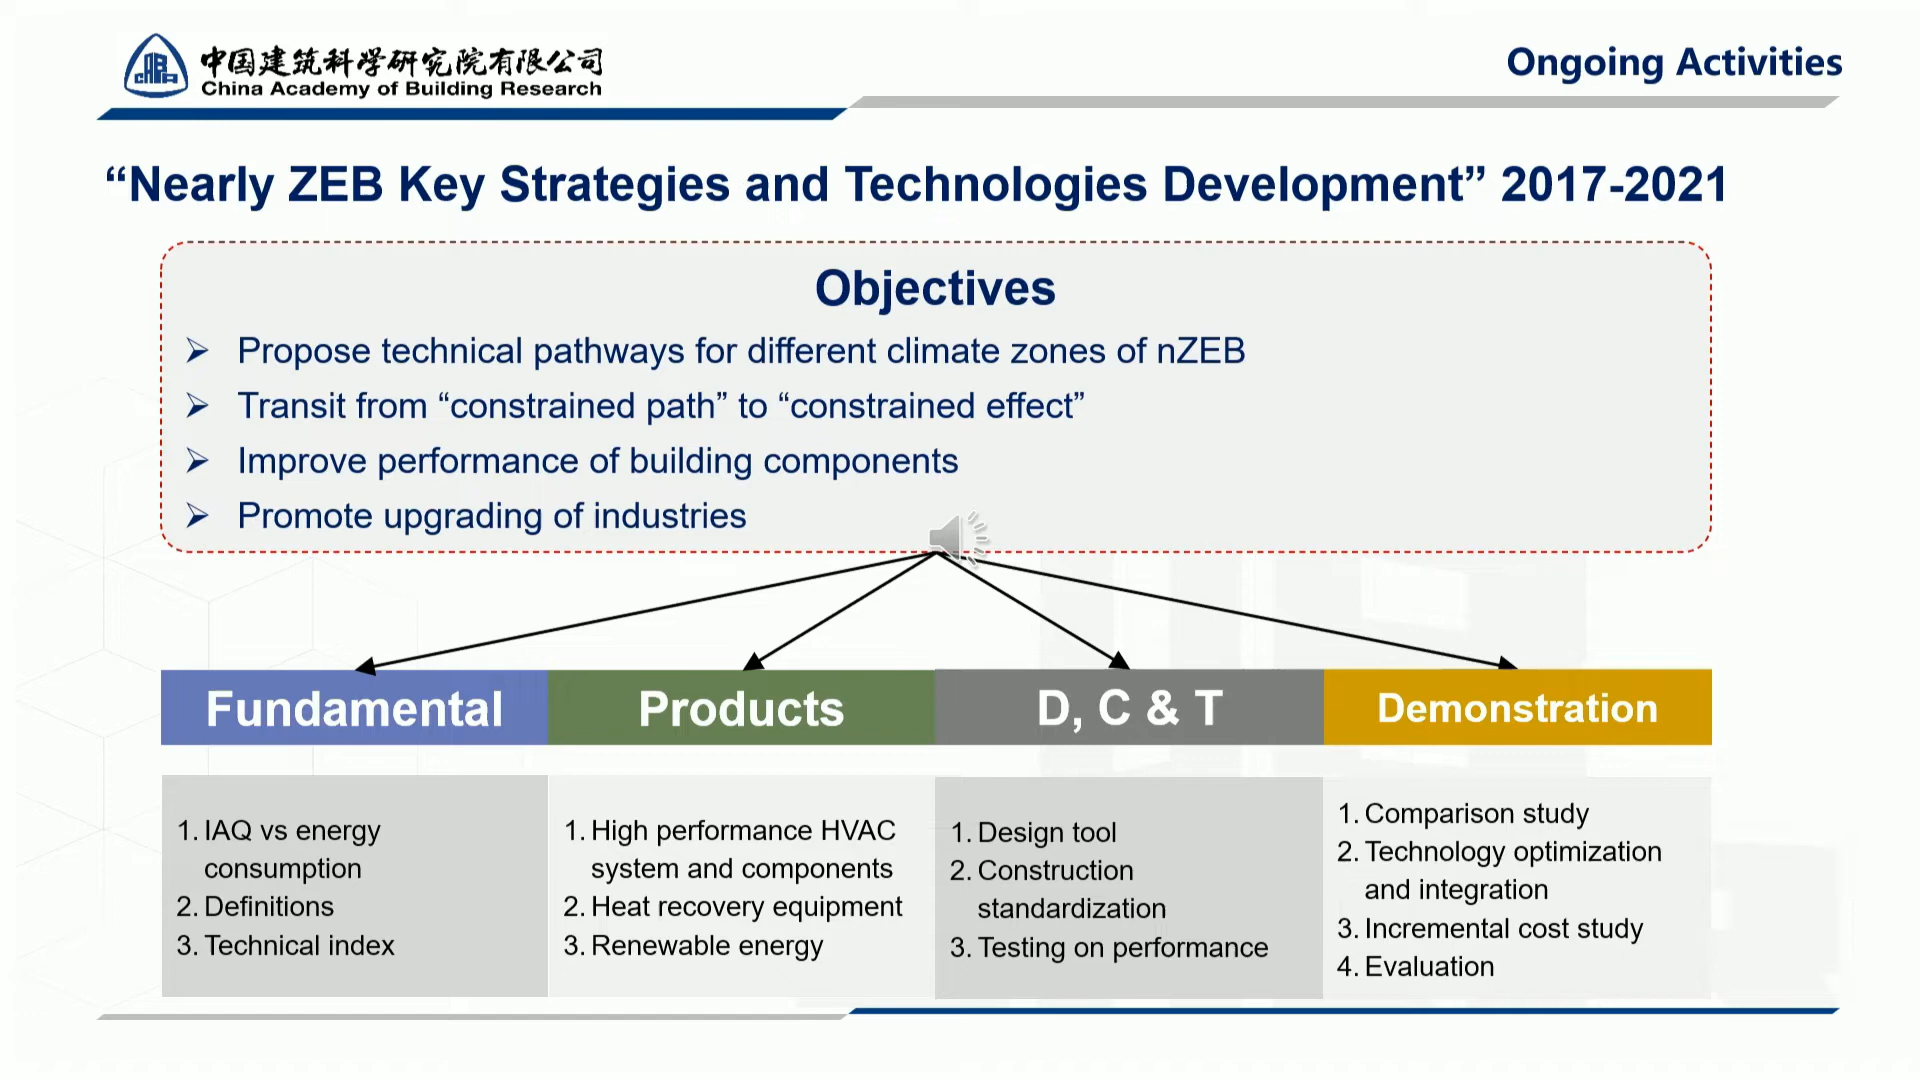 中国建筑科学研究院有限公司
China Academy of Building Research
CABR
Ongoing Activities
“Nearly ZEB Key Strategies and Technologies Development” 2017-2021
Objectives
➢ Propose technical pathways for different climate zones of nZEB
➢ Transit from “constrained path” to “constrained effect”
➢ Improve performance of building components
➢ Promote upgrading of industries
Fundamental
Products
D, C & T
Demonstration
1. IAQ vs energy
consumption
2. Definitions
3. Technical index
1. High performance HVAC
system and components
2. Heat recovery equipment
3. Renewable energy
1. Design tool
2. Construction
standardization
3. Testing on performance
1. Comparison study
2. Technology optimization
and integration
3. Incremental cost study
4. Evaluation